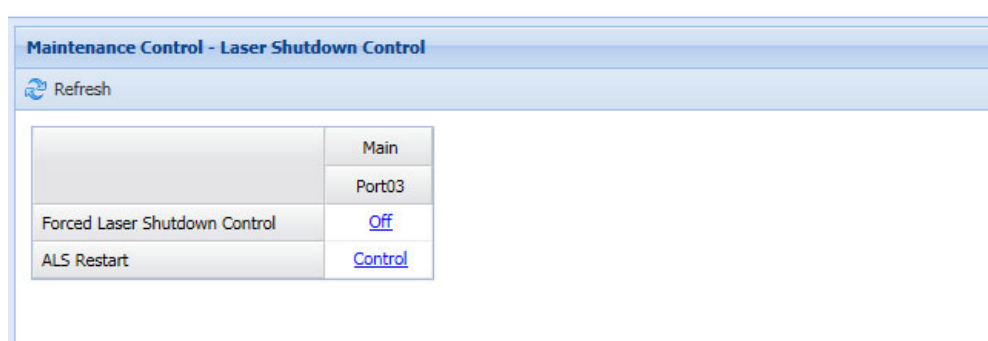 Maintenance Control - Laser Shutdown Control
Refresh
Main
Port03
Forced Laser Shutdown Control Off
ALS Restart Control